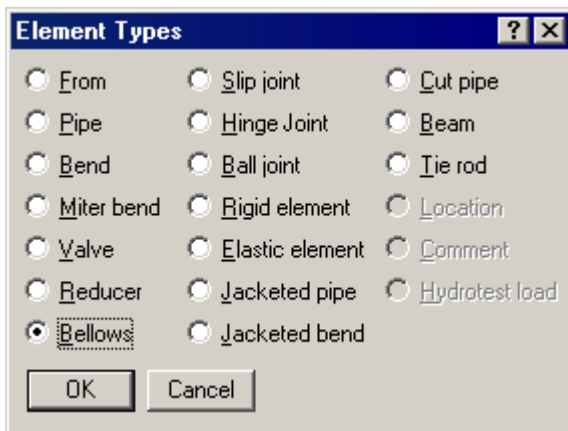 Element Types
From Slip joint Cut pipe
Pipe Hinge Joint Beam
Bend Ball joint Tie rod
Miter bend Rigid element Location
Valve Elastic element Comment
Reducer Jacketed pipe Hydrotest load
Bellows Jacketed bend
OK Cancel